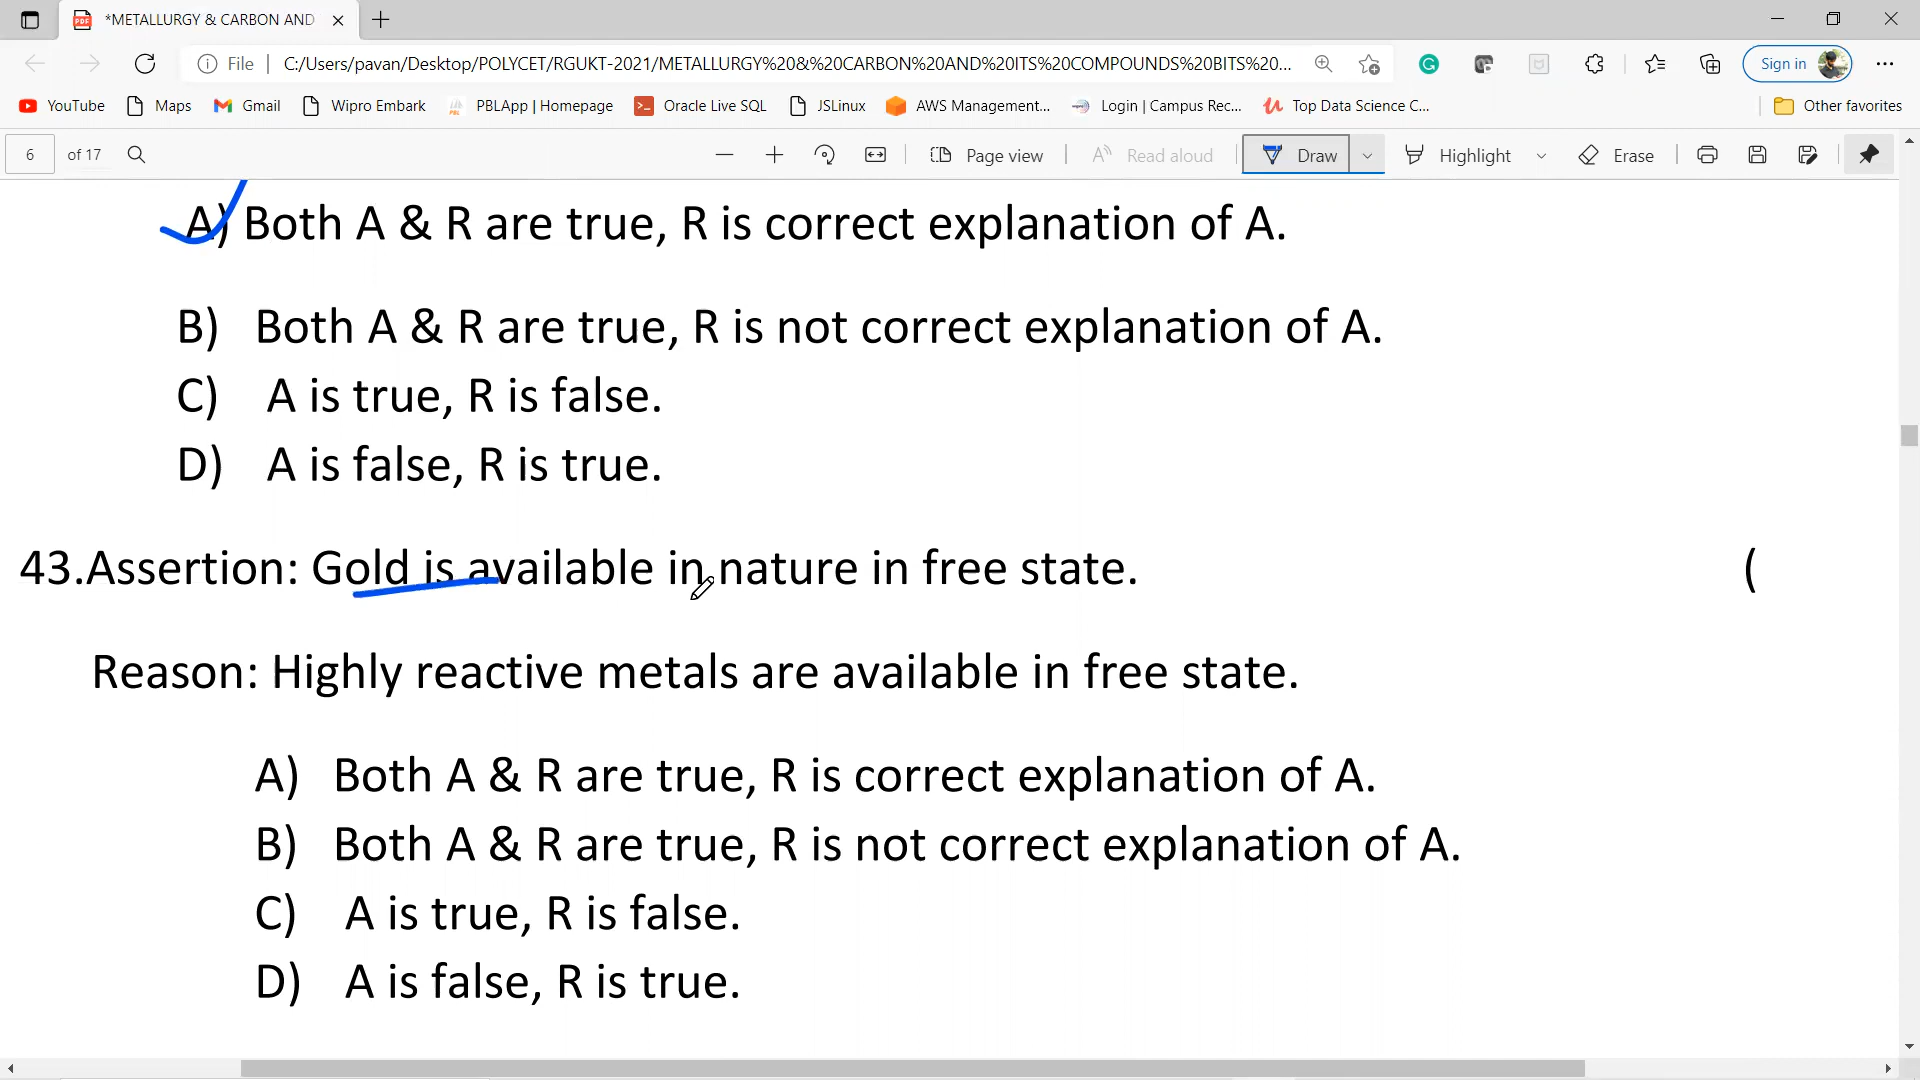 *METALLURGY & CARBON AND
File
C:/Users/pavan/Desktop/POLYCET/RGUKT-2021/METALLURGY%20&%20CARBON%20AND%20ITS%20COMPOUNDS%20BITS%20...
Sign in
YouTube Maps Gmail Wipro Embark PBLApp | Homepage Oracle Live SQL JSLinux AWS Management... Login | Campus Rec... Top Data Science C... Other favorites
6 of 17 Page view Read aloud Draw Highlight Erase
A) Both A & R are true, R is correct explanation of A.
B) Both A & R are true, R is not correct explanation of A.
C) A is true, R is false.
D) A is false, R is true.
43.Assertion: Gold is available in nature in free state. (
Reason: Highly reactive metals are available in free state.
A) Both A & R are true, R is correct explanation of A.
B) Both A & R are true, R is not correct explanation of A.
C) A is true, R is false.
D) A is false, R is true.